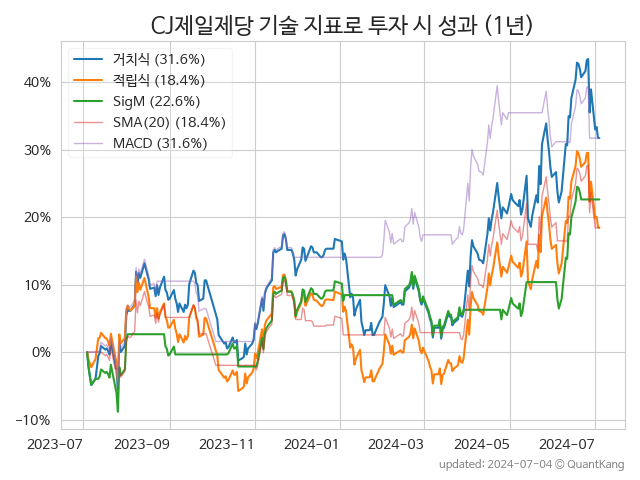 CJ제일제당 기술 지표로 투자 시 성과 (1년)
거치식 (31.6%)
적립식 (18.4%)
SigM (22.6%)
SMA(20) (18.4%)
MACD (31.6%)
40%
30%
20%
10%
0%
−10%
2023-07 2023-09 2023-11 2024-01 2024-03 2024-05 2024-07
updated: 2024-07-04 © QuantKang